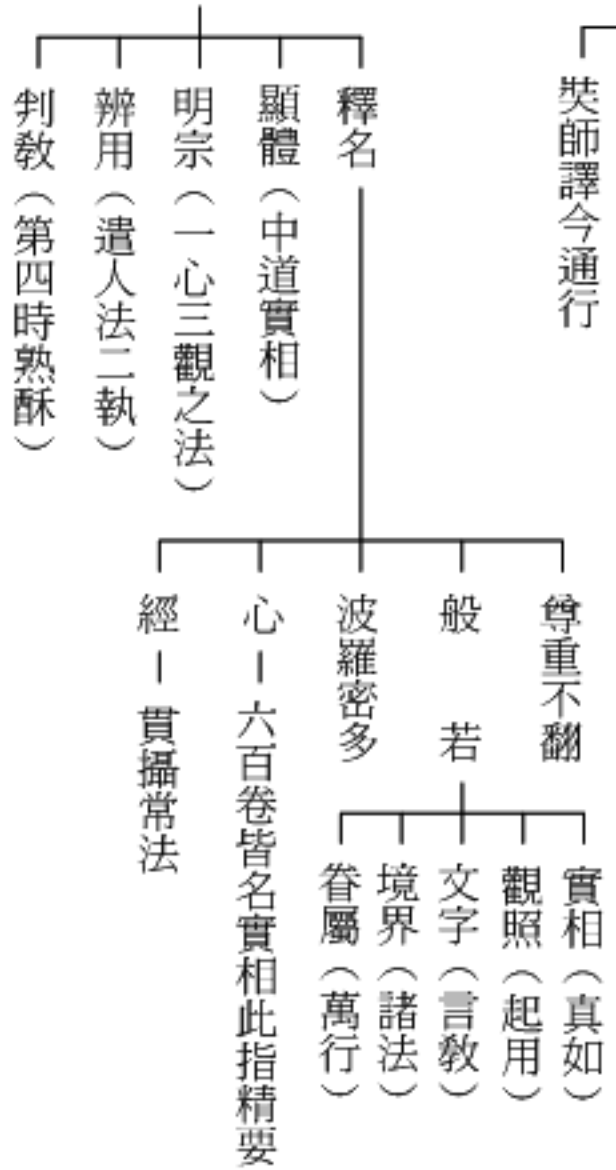 奘師譯今通行
釋名
顯體（中道實相）
明宗（一心三觀之法）
辨用（遣人法二執）
判教（第四時熟酥）
尊重不翻
般若
波羅密多
心－六百卷皆名實相此指精要
經－貫攝常法
實相（真如）
觀照（起用）
文字（言教）
境界（諸法）
眷屬（萬行）